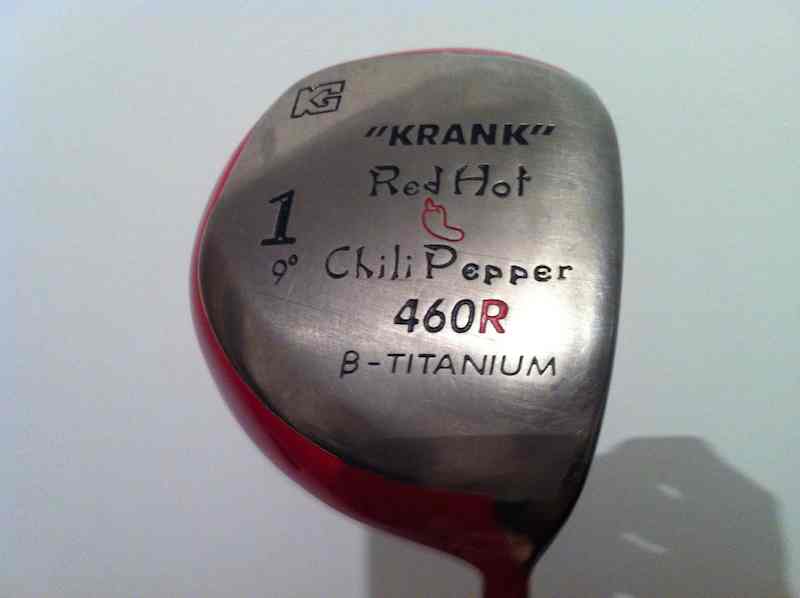 KG
"KRANK"
Red Hot
1
9°
Chili Pepper
460R
β-TITANIUM